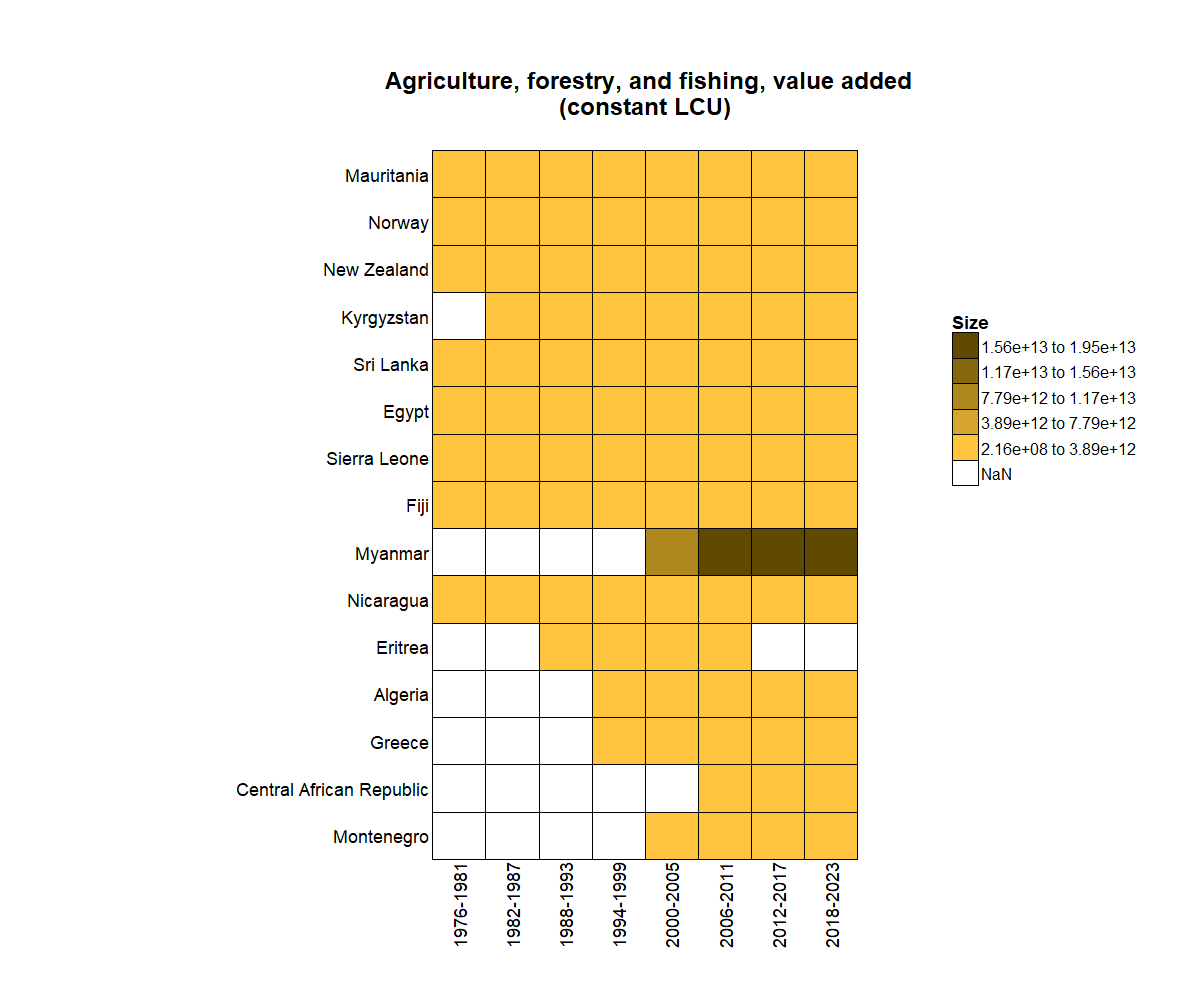 Agriculture, forestry, and fishing, value added
(constant LCU)
Mauritania
Norway
New Zealand
Kyrgyzstan
Sri Lanka
Egypt
Sierra Leone
Fiji
Myanmar
Nicaragua
Eritrea
Algeria
Greece
Central African Republic
Montenegro
1976-1981
1982-1987
1988-1993
1994-1999
2000-2005
2006-2011
2012-2017
2018-2023
Size
1.56e+13 to 1.95e+13
1.17e+13 to 1.56e+13
7.79e+12 to 1.17e+13
3.89e+12 to 7.79e+12
2.16e+08 to 3.89e+12
NaN